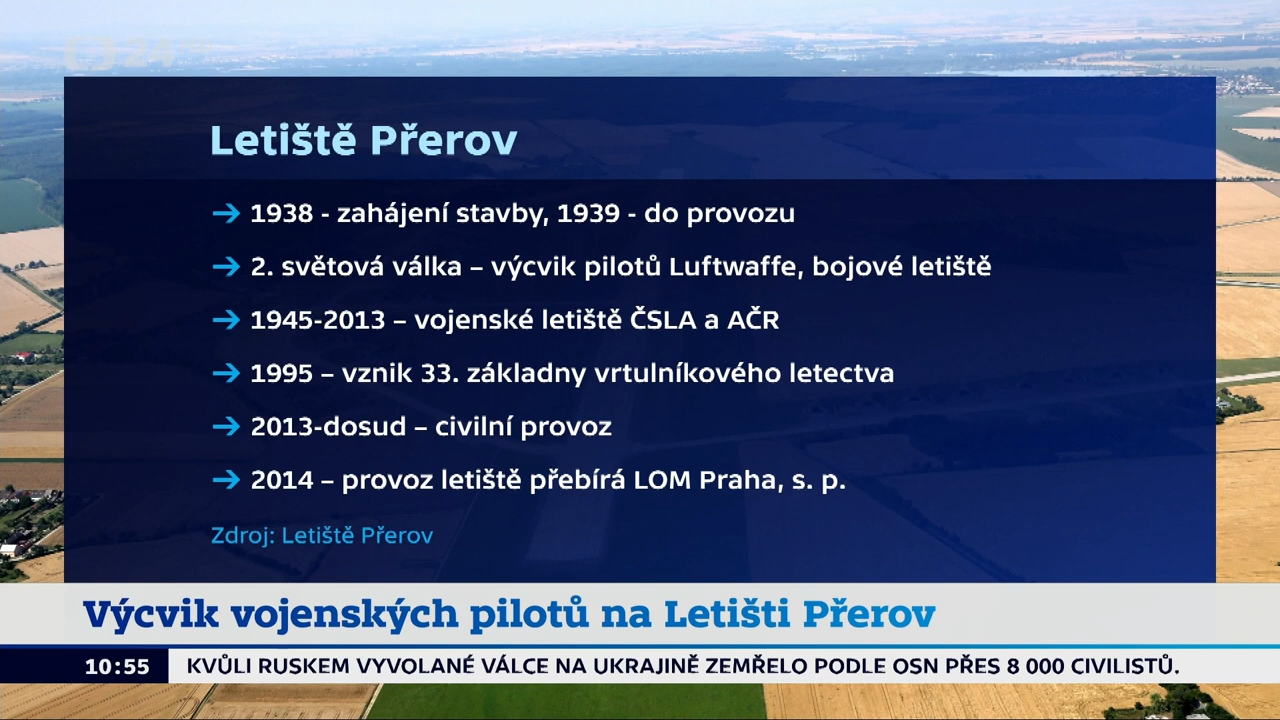 24
Letiště Přerov
→ 1938 - zahájení stavby, 1939 - do provozu
→ 2. světová válka – výcvik pilotů Luftwaffe, bojové letiště
→ 1945-2013 – vojenské letiště ČSLA a AČR
→ 1995 – vznik 33. základny vrtulníkového letectva
→ 2013-dosud – civilní provoz
→ 2014 – provoz letiště přebírá LOM Praha, s. p.
Zdroj: Letiště Přerov
Výcvik vojenských pilotů na Letišti Přerov
10:55 KVŮLI RUSKEM VYVOLANÉ VÁLCE NA UKRAJINĚ ZEMŘELO PODLE OSN PŘES 8 000 CIVILISTŮ.